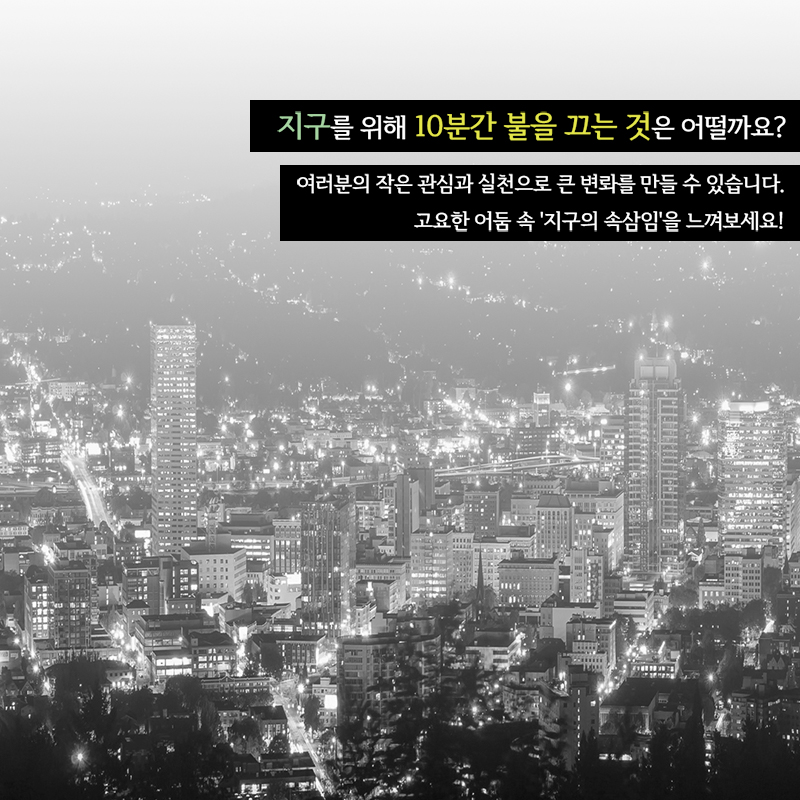 지구를 위해 10분간 불을 끄는 것은 어떨까요?
여러분의 작은 관심과 실천으로 큰 변화를 만들 수 있습니다.
고요한 어둠 속 '지구의 속삼임'을 느껴보세요!